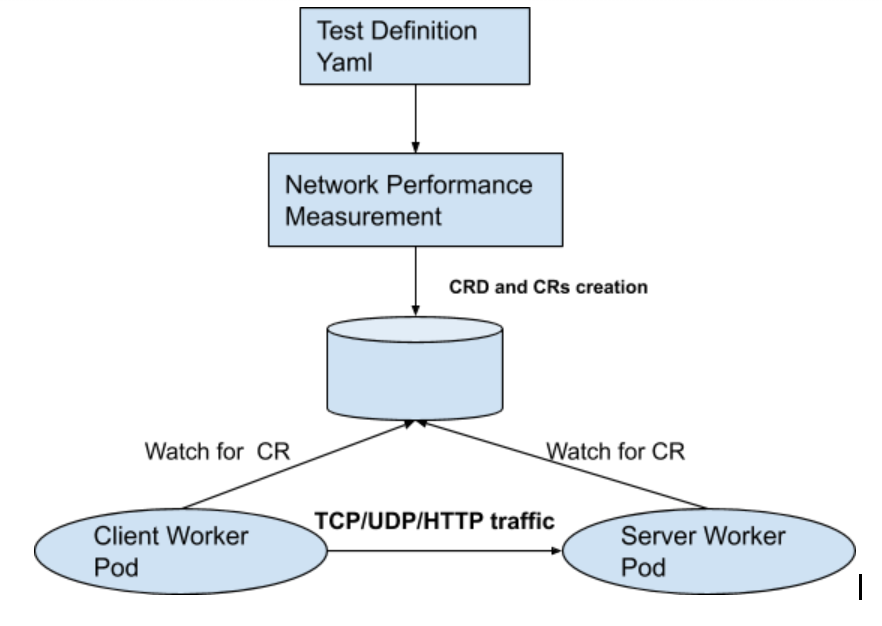 Test Definition
Yaml
Network Performance
Measurement
CRD and CRs creation
Watch for CR
Watch for CR
TCP/UDP/HTTP traffic
Client Worker
Pod
Server Worker
Pod